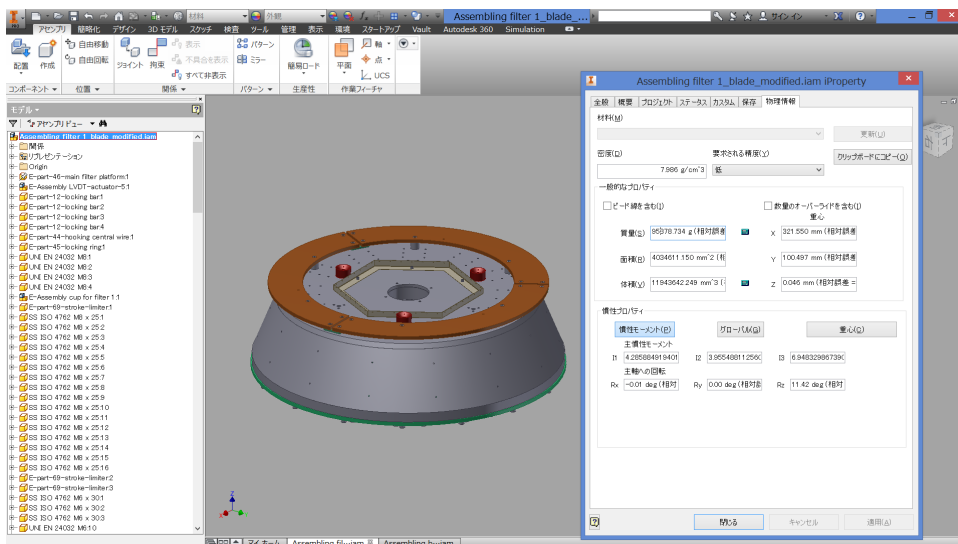 材料
外観
Assembling filter 1_blade_...
サインイン
PRO
アセンブリ 簡略化 デザイン 3D モデル スケッチ 検査 ツール 管理 表示 環境 スタートアップ Vault Autodesk 360 Simulation
配置
作成
自由移動
自由回転
ジョイント
拘束
表示
不具合を表示
すべて非表示
パターン
ミラー
簡易ロード
平面
軸
点
UCS
コンポーネント 位置 関係 パターン 生産性 作業フィーチャ
モデル
アセンブリ ビュー
Assembling filter 1_blade_modified.iam
関係
リプレゼンテーション
Origin
E-part-46-main filter platform:1
E-Assembly LVDT-actuator-5:1
E-part-12-locking bar:1
E-part-12-locking bar:2
E-part-12-locking bar:3
E-part-12-locking bar:4
E-part-44-hooking central wire:1
E-part-45-locking ring:1
UNI EN 24032 M8:1
UNI EN 24032 M8:2
UNI EN 24032 M8:3
UNI EN 24032 M8:4
E-Assembly cup for filter 1:1
E-part-69-stroke-limiter:1
SS ISO 4762 M8 x 25:1
SS ISO 4762 M8 x 25:2
SS ISO 4762 M8 x 25:3
SS ISO 4762 M8 x 25:4
SS ISO 4762 M8 x 25:5
SS ISO 4762 M8 x 25:6
SS ISO 4762 M8 x 25:7
SS ISO 4762 M8 x 25:8
SS ISO 4762 M8 x 25:9
SS ISO 4762 M8 x 25:10
SS ISO 4762 M8 x 25:11
SS ISO 4762 M8 x 25:12
SS ISO 4762 M8 x 25:13
SS ISO 4762 M8 x 25:14
SS ISO 4762 M8 x 25:15
SS ISO 4762 M8 x 25:16
E-part-69-stroke-limiter:2
E-part-69-stroke-limiter:3
SS ISO 4762 M6 x 30:1
SS ISO 4762 M6 x 30:2
SS ISO 4762 M6 x 30:3
UNI EN 24032 M6:10
マイ ホーム Assembling fil...iam Assembling b...iam
Assembling filter 1_blade_modified.iam iProperty
全般 概要 プロジェクト ステータス カスタム 保存 物理情報
材料(M)
更新(U)
密度(D) 要求される精度(Y)
クリップボードにコピー(O)
7.986 g/cm^3 低
一般的なプロパティ
ビード網を含む(I) 数量のオーバーライドを含む(I)
重心
質量(S) 95378.734 g (相対誤差 X 321.550 mm (相対誤差
面積(R) 4034611.150 mm^2 (相 Y 100.497 mm (相対誤差
体積(V) 11943642.249 mm^3 ( Z 0.046 mm (相対誤差 =
慣性プロパティ
慣性モーメント(P) グローバル(G) 重心(C)
主慣性モーメント
I1 4.285884919401 I2 3.95548811256( I3 6.94832986739(
主軸への回転
Rx -0.01 deg (相対 Ry 0.00 deg (相対誤 Rz 11.42 deg (相対
閉じる キャンセル 適用(A)